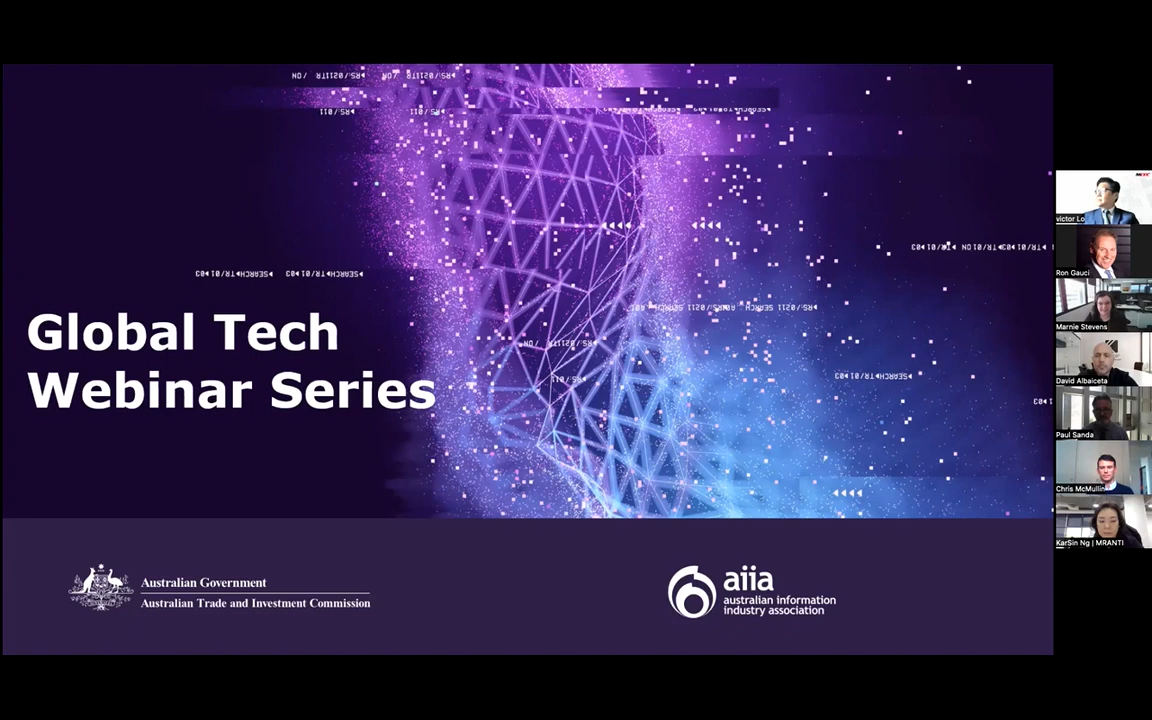 Global Tech
Webinar Series
Australian Government
Australian Trade and Investment Commission
aiia
australian information
industry association
victor Lo
Ron Gauci
Marnie Stevens
David Albaiceta
Paul Sanda
Chris McMullin
KarSin Ng | MRANTI